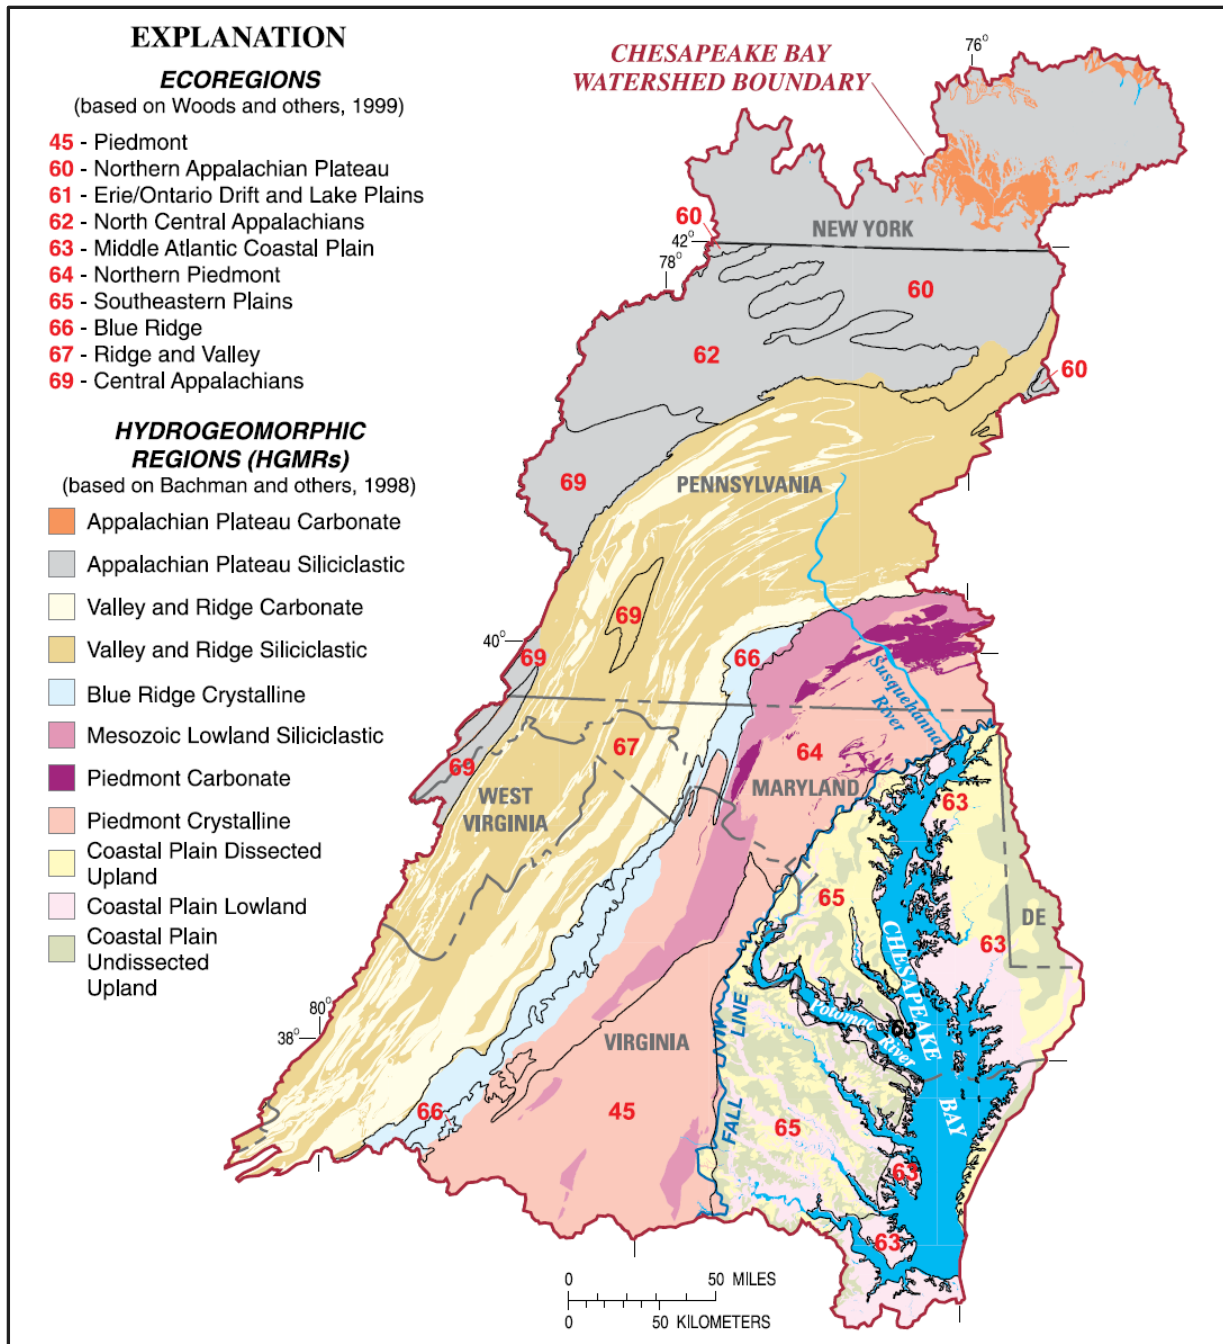 EXPLANATION
ECOREGIONS
(based on Woods and others, 1999)
45 - Piedmont
60 - Northern Appalachian Plateau
61 - Erie/Ontario Drift and Lake Plains
62 - North Central Appalachians
63 - Middle Atlantic Coastal Plain
64 - Northern Piedmont
65 - Southeastern Plains
66 - Blue Ridge
67 - Ridge and Valley
69 - Central Appalachians
HYDROGEOMORPHIC
REGIONS (HGMRs)
(based on Bachman and others, 1998)
Appalachian Plateau Carbonate
Appalachian Plateau Siliciclastic
Valley and Ridge Carbonate
Valley and Ridge Siliciclastic
Blue Ridge Crystalline
Mesozoic Lowland Siliciclastic
Piedmont Carbonate
Piedmont Crystalline
Coastal Plain Dissected
Upland
Coastal Plain Lowland
Coastal Plain
Undissected
Upland
CHESAPEAKE BAY
WATERSHED BOUNDARY
76°
60
NEW YORK
42°
78°
60
62
60
69
PENNSYLVANIA
69
40°
69
66
Susquehanna
River
67
64
69
MARYLAND
WEST
VIRGINIA
63
65
DE
63
CHESAPEAKE
BAY
Potomac
River
63
80°
38°
VIRGINIA
FALL LINE
66
45
65
63
63
0 50 MILES
0 50 KILOMETERS